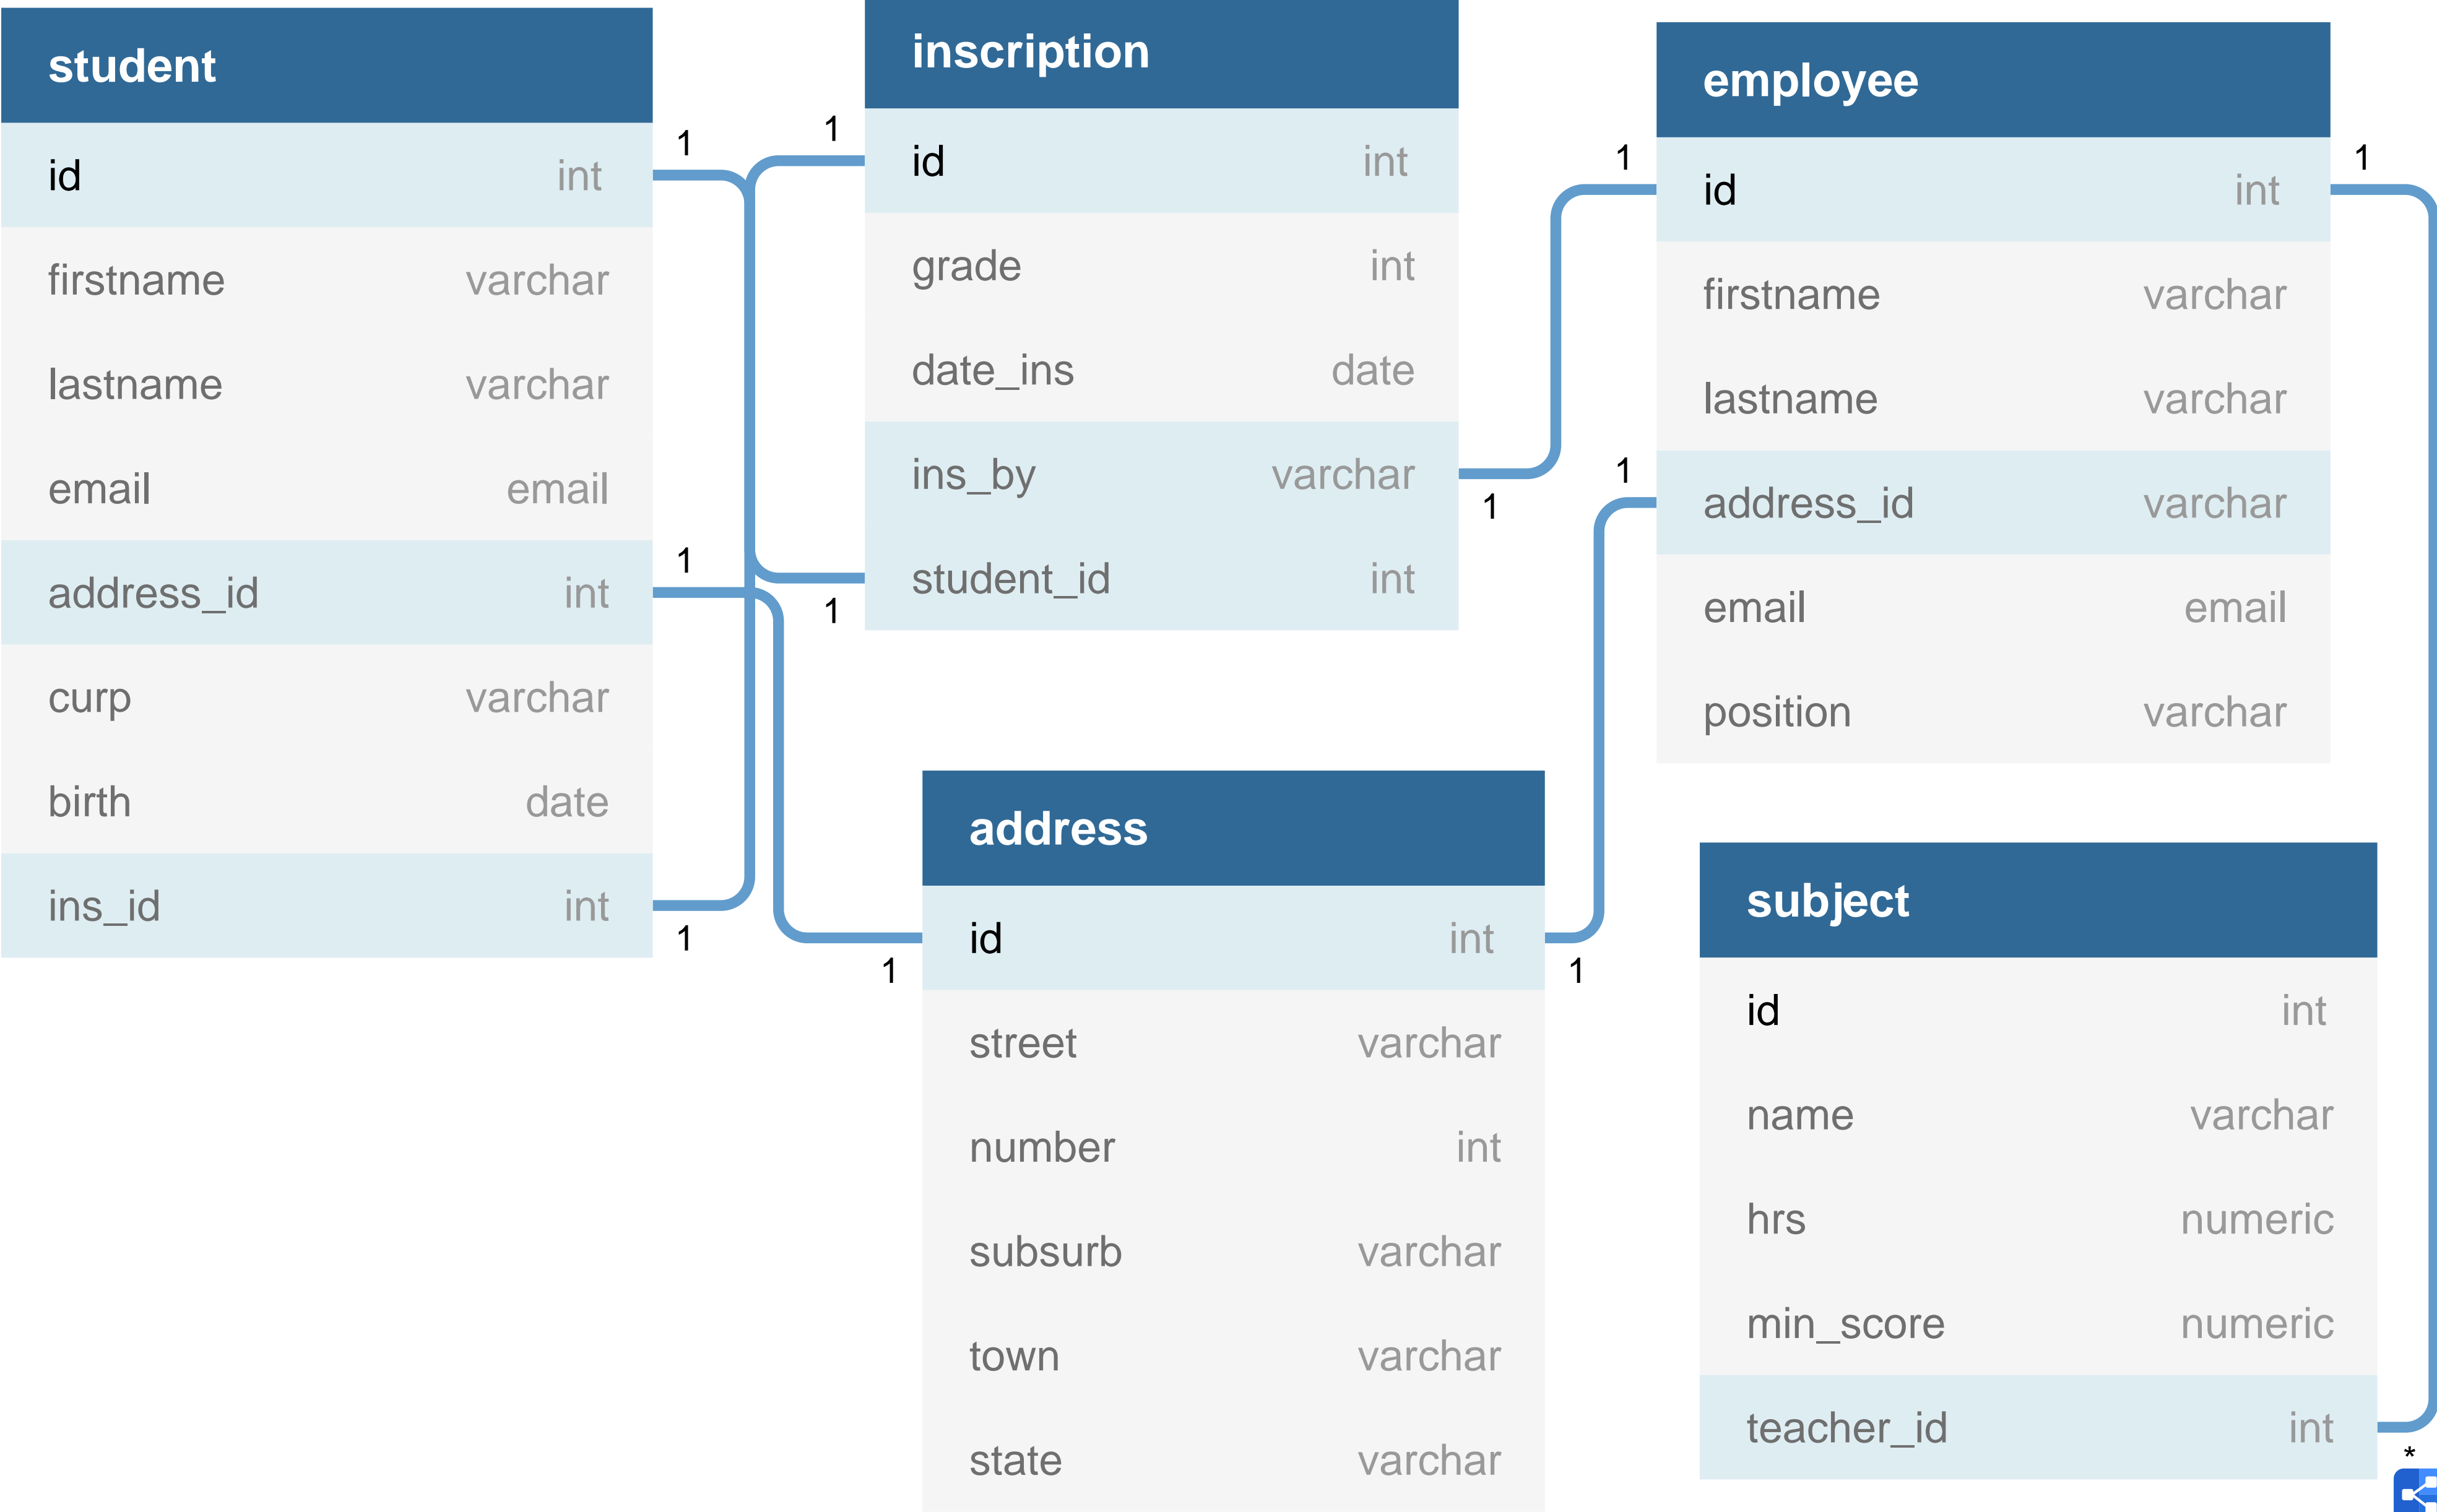 student
id int
firstname varchar
lastname varchar
email email
address_id int
curp varchar
birth date
ins_id int
1
1
1
inscription
id int
grade int
date_ins date
ins_by varchar
student_id int
1
1
1
address
id int
street varchar
number int
subsurb varchar
town varchar
state varchar
1
1
employee
id int
firstname varchar
lastname varchar
address_id varchar
email email
position varchar
1
1
1
subject
id int
name varchar
hrs numeric
min_score numeric
teacher_id int
*